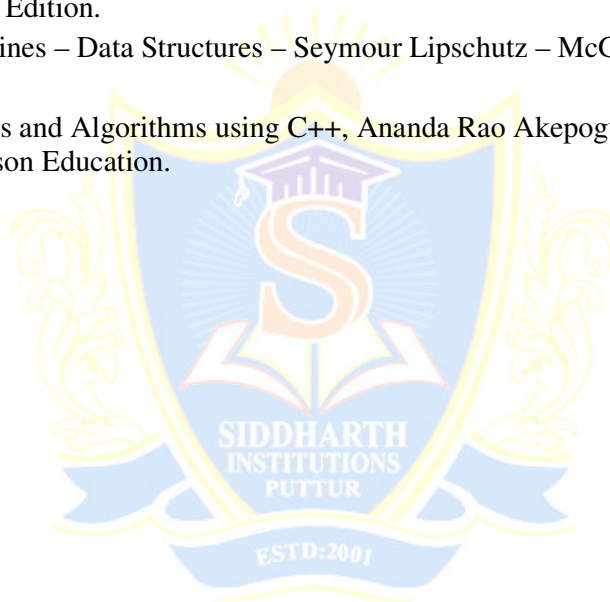 Edition.
ines – Data Structures – Seymour Lipschutz – McG
s and Algorithms using C++, Ananda Rao Akepog
son Education.
S
SIDDHARTH
INSTITUTIONS
PUTTUR
ESTD:2001